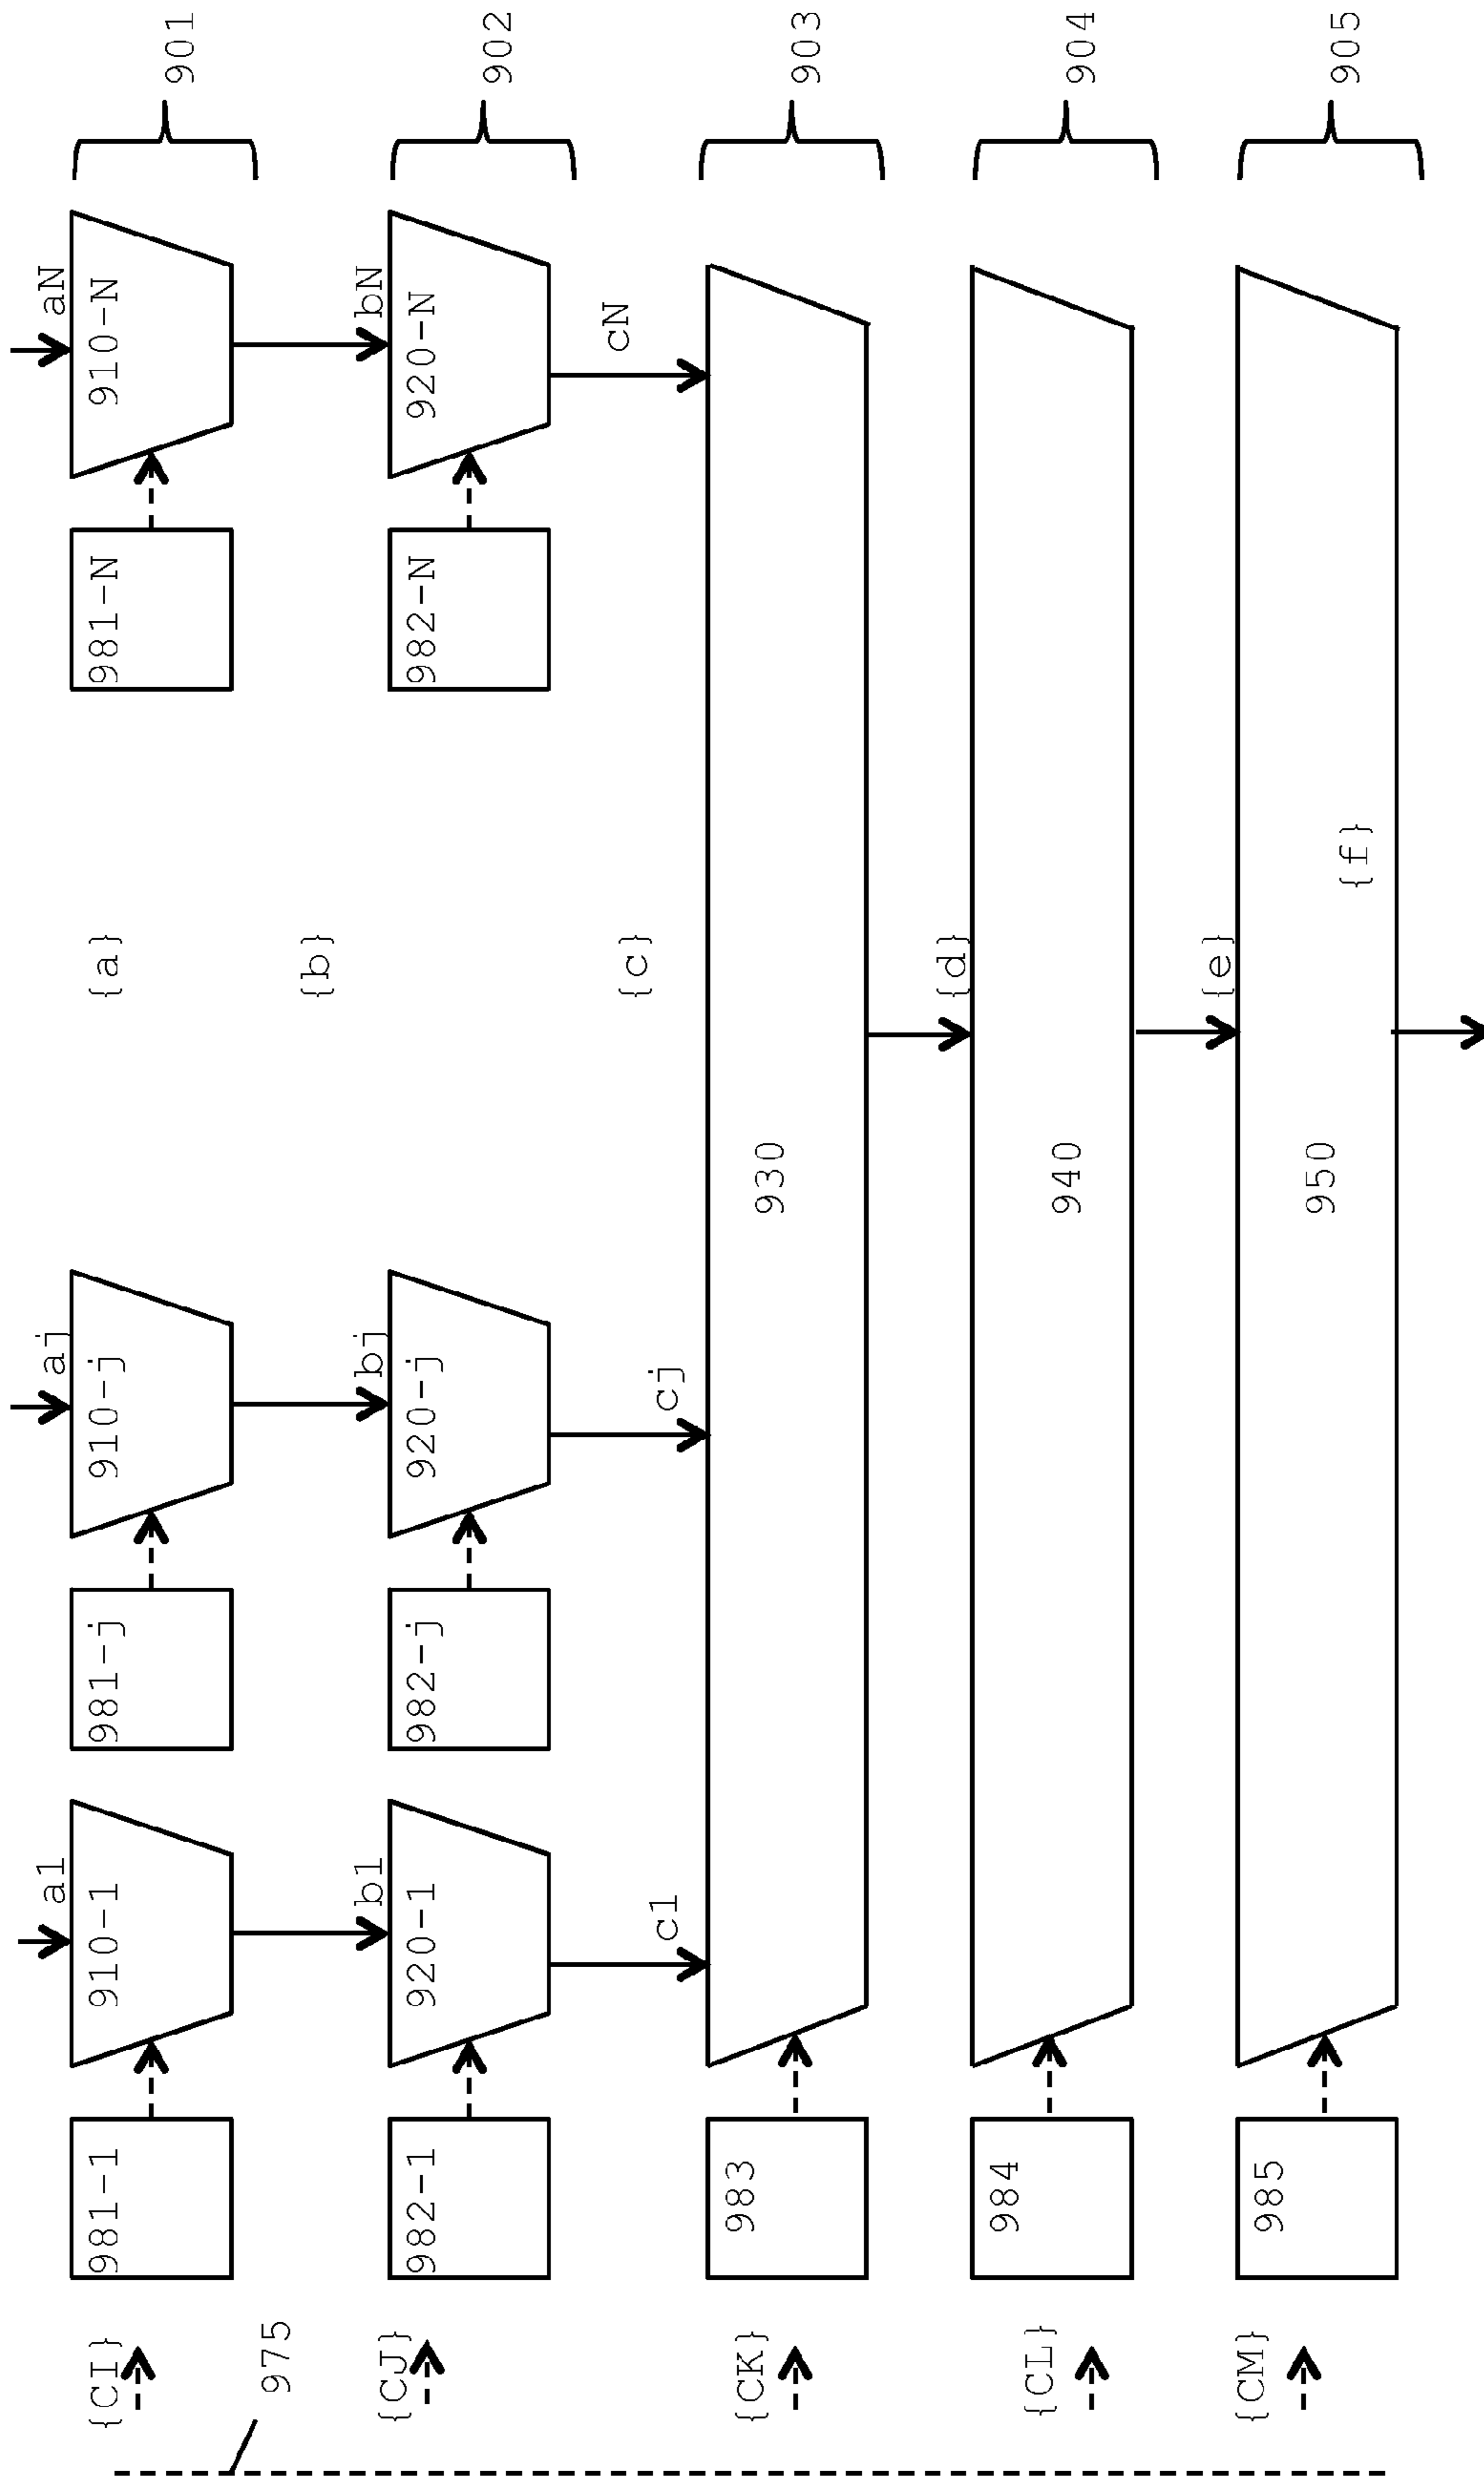 a1
aj
aN
{CI}
981-1
910-1
981-j
910-j
{a}
981-N
910-N
901
975
{b}
b1
bj
bN
{CJ}
982-1
920-1
982-j
920-j
982-N
920-N
902
c1
cj
{c}
cN
{CK}
983
930
903
{d}
{CL}
984
940
904
{e}
{CM}
985
950
{f}
905